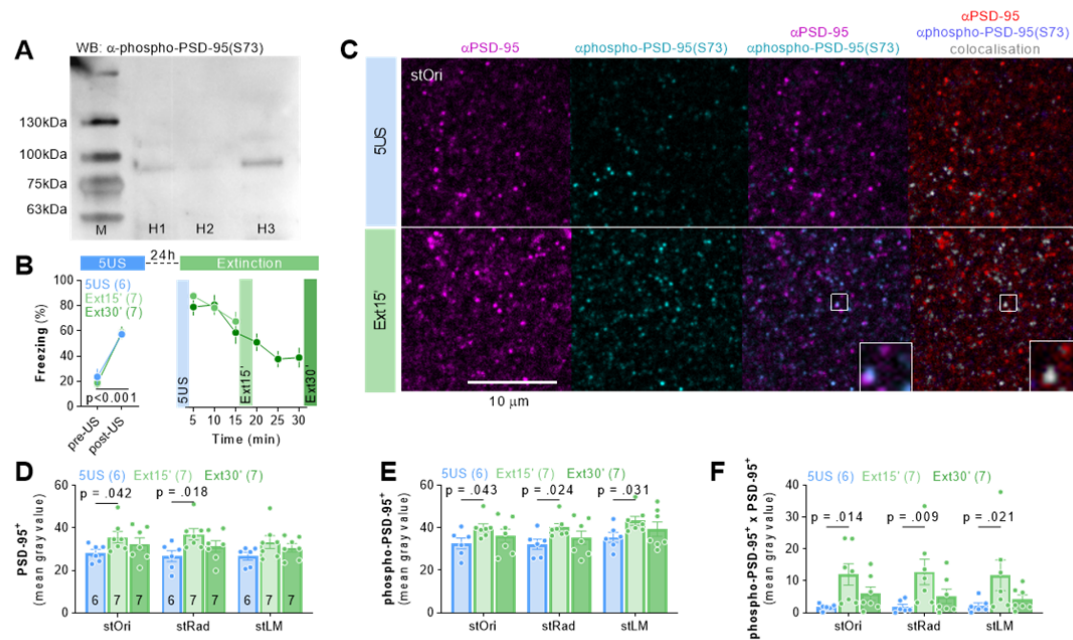 A
WB: α-phospho-PSD-95(S73)
130kDa
100kDa
75kDa
63kDa
M H1 H2 H3
B
5US 24h Extinction
5US (6)
Ext15' (7)
Ext30' (7)
Freezing (%)
100
80
60
40
20
0
p<0.001
pre-US post-US
5US Ext15' Ext30'
5 10 15 20 25 30
Time (min)
C
αPSD-95 αphospho-PSD-95(S73) αPSD-95 αPSD-95
αphospho-PSD-95(S73) αphospho-PSD-95(S73)
colocalisation
5US
stOri
Ext15'
10 μm
D
5US (6) Ext15' (7) Ext30' (7)
p = .042 p = .018
PSD-95⁺
(mean gray value)
60
40
20
0
6 7 7 6 7 7 6 7 7
stOri stRad stLM
E
5US (6) Ext15' (7) Ext30' (7)
p = .043 p = .024 p = .031
phospho-PSD-95⁺
(mean gray value)
60
40
20
0
stOri stRad stLM
F
5US (6) Ext15' (7) Ext30' (7)
p = .014 p = .009 p = .021
phospho-PSD-95⁺ x PSD-95⁺
(mean gray value)
40
30
20
10
0
stOri stRad stLM